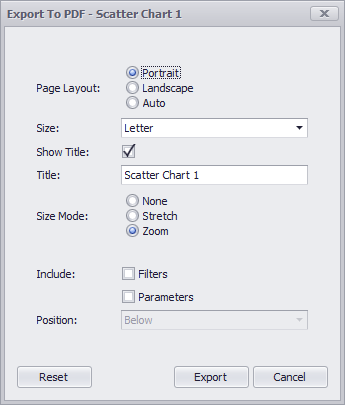 Export To PDF - Scatter Chart 1
Page Layout:
Portrait
Landscape
Auto
Size:
Letter
Show Title:
Title:
Scatter Chart 1
Size Mode:
None
Stretch
Zoom
Include:
Filters
Parameters
Position:
Below
Reset
Export
Cancel